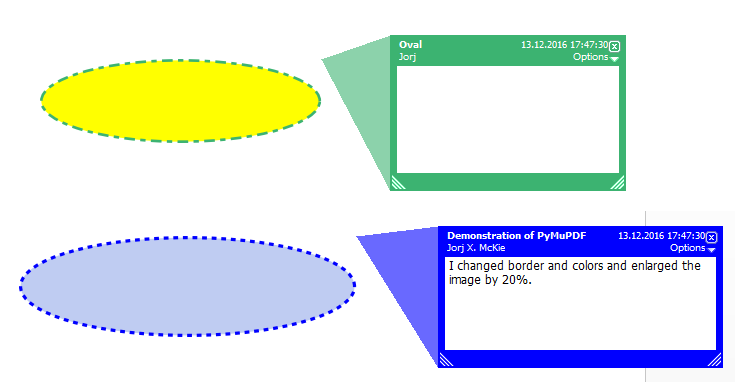 Oval 13.12.2016 17:47:30
Jorj Options
Demonstration of PyMuPDF 13.12.2016 17:47:30
Jorj X. McKie Options
I changed border and colors and enlarged the
image by 20%.